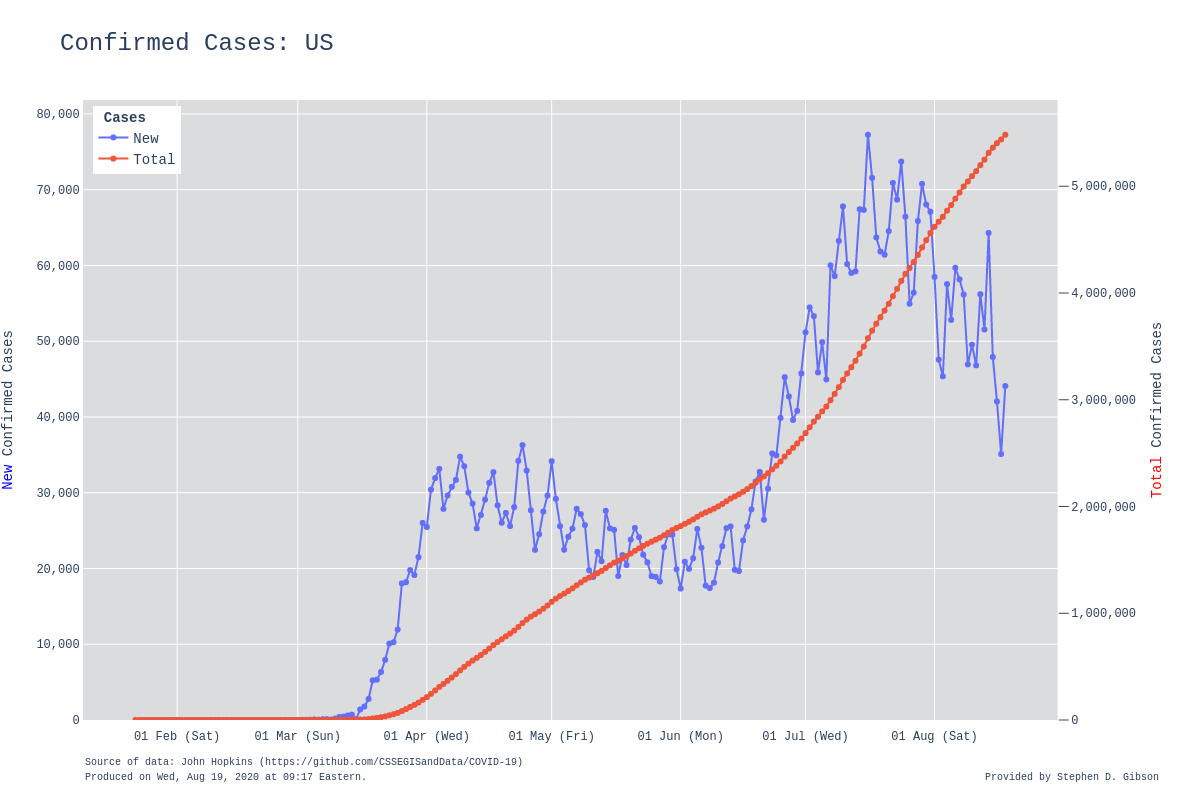 Confirmed Cases: US
Cases
New
Total
80,000
70,000
60,000
50,000
40,000
30,000
20,000
10,000
0
New Confirmed Cases
5,000,000
4,000,000
3,000,000
2,000,000
1,000,000
0
Total Confirmed Cases
01 Feb (Sat)
01 Mar (Sun)
01 Apr (Wed)
01 May (Fri)
01 Jun (Mon)
01 Jul (Wed)
01 Aug (Sat)
Source of data: John Hopkins (https://github.com/CSSEGISandData/COVID-19)
Produced on Wed, Aug 19, 2020 at 09:17 Eastern.
Provided by Stephen D. Gibson